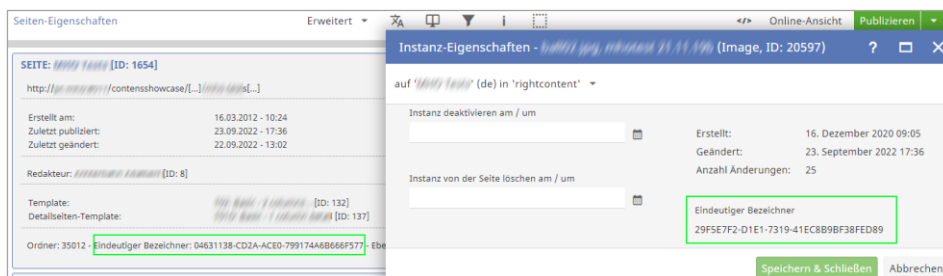 Seiten-Eigenschaften
Erweitert
Online-Ansicht
Publizieren
SEITE: [ID: 1654]
http:// /contensshowcase/[...] s[...]
Erstellt am: 16.03.2012 - 10:24
Zuletzt publiziert: 23.09.2022 - 17:36
Zuletzt geändert: 22.09.2022 - 13:02
Redakteur: [ID: 8]
Template: [ID: 132]
Detailseiten-Template: [ID: 137]
Ordner: 35012 - Eindeutiger Bezeichner: 04631138-CD2A-ACE0-799174A6B666F577 - Ebe
Instanz-Eigenschaften - (Image, ID: 20597)
auf ' ' (de) in 'rightcontent'
Instanz deaktivieren am / um
Instanz von der Seite löschen am / um
Erstellt: 16. Dezember 2020 09:05
Geändert: 23. September 2022 17:36
Anzahl Änderungen: 25
Eindeutiger Bezeichner
29F5E7F2-D1E1-7319-41EC8B9BF38FED89
Speichern & Schließen
Abbrechen